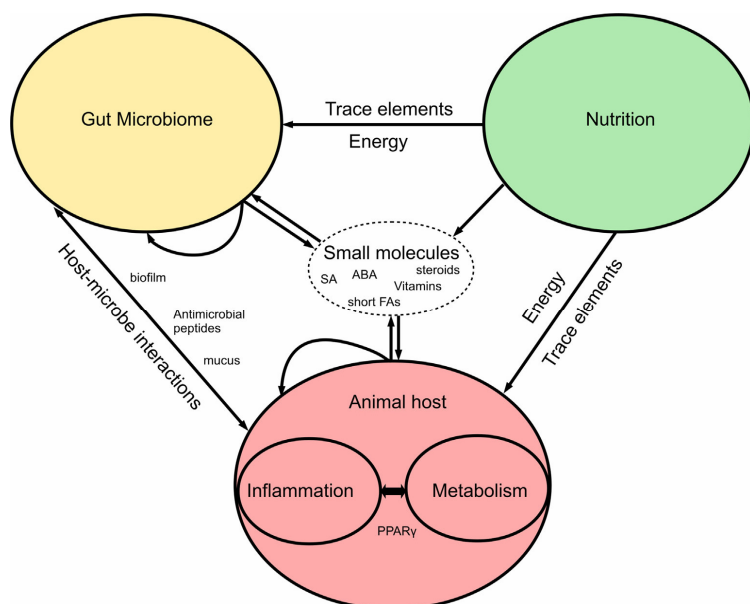 Gut Microbiome
Trace elements
Energy
Nutrition
Small molecules
steroids
SA
ABA
Vitamins
short FAs
Host-microbe interactions
biofilm
Antimicrobial
peptides
mucus
Energy
Trace elements
Animal host
Inflammation
Metabolism
PPARγ